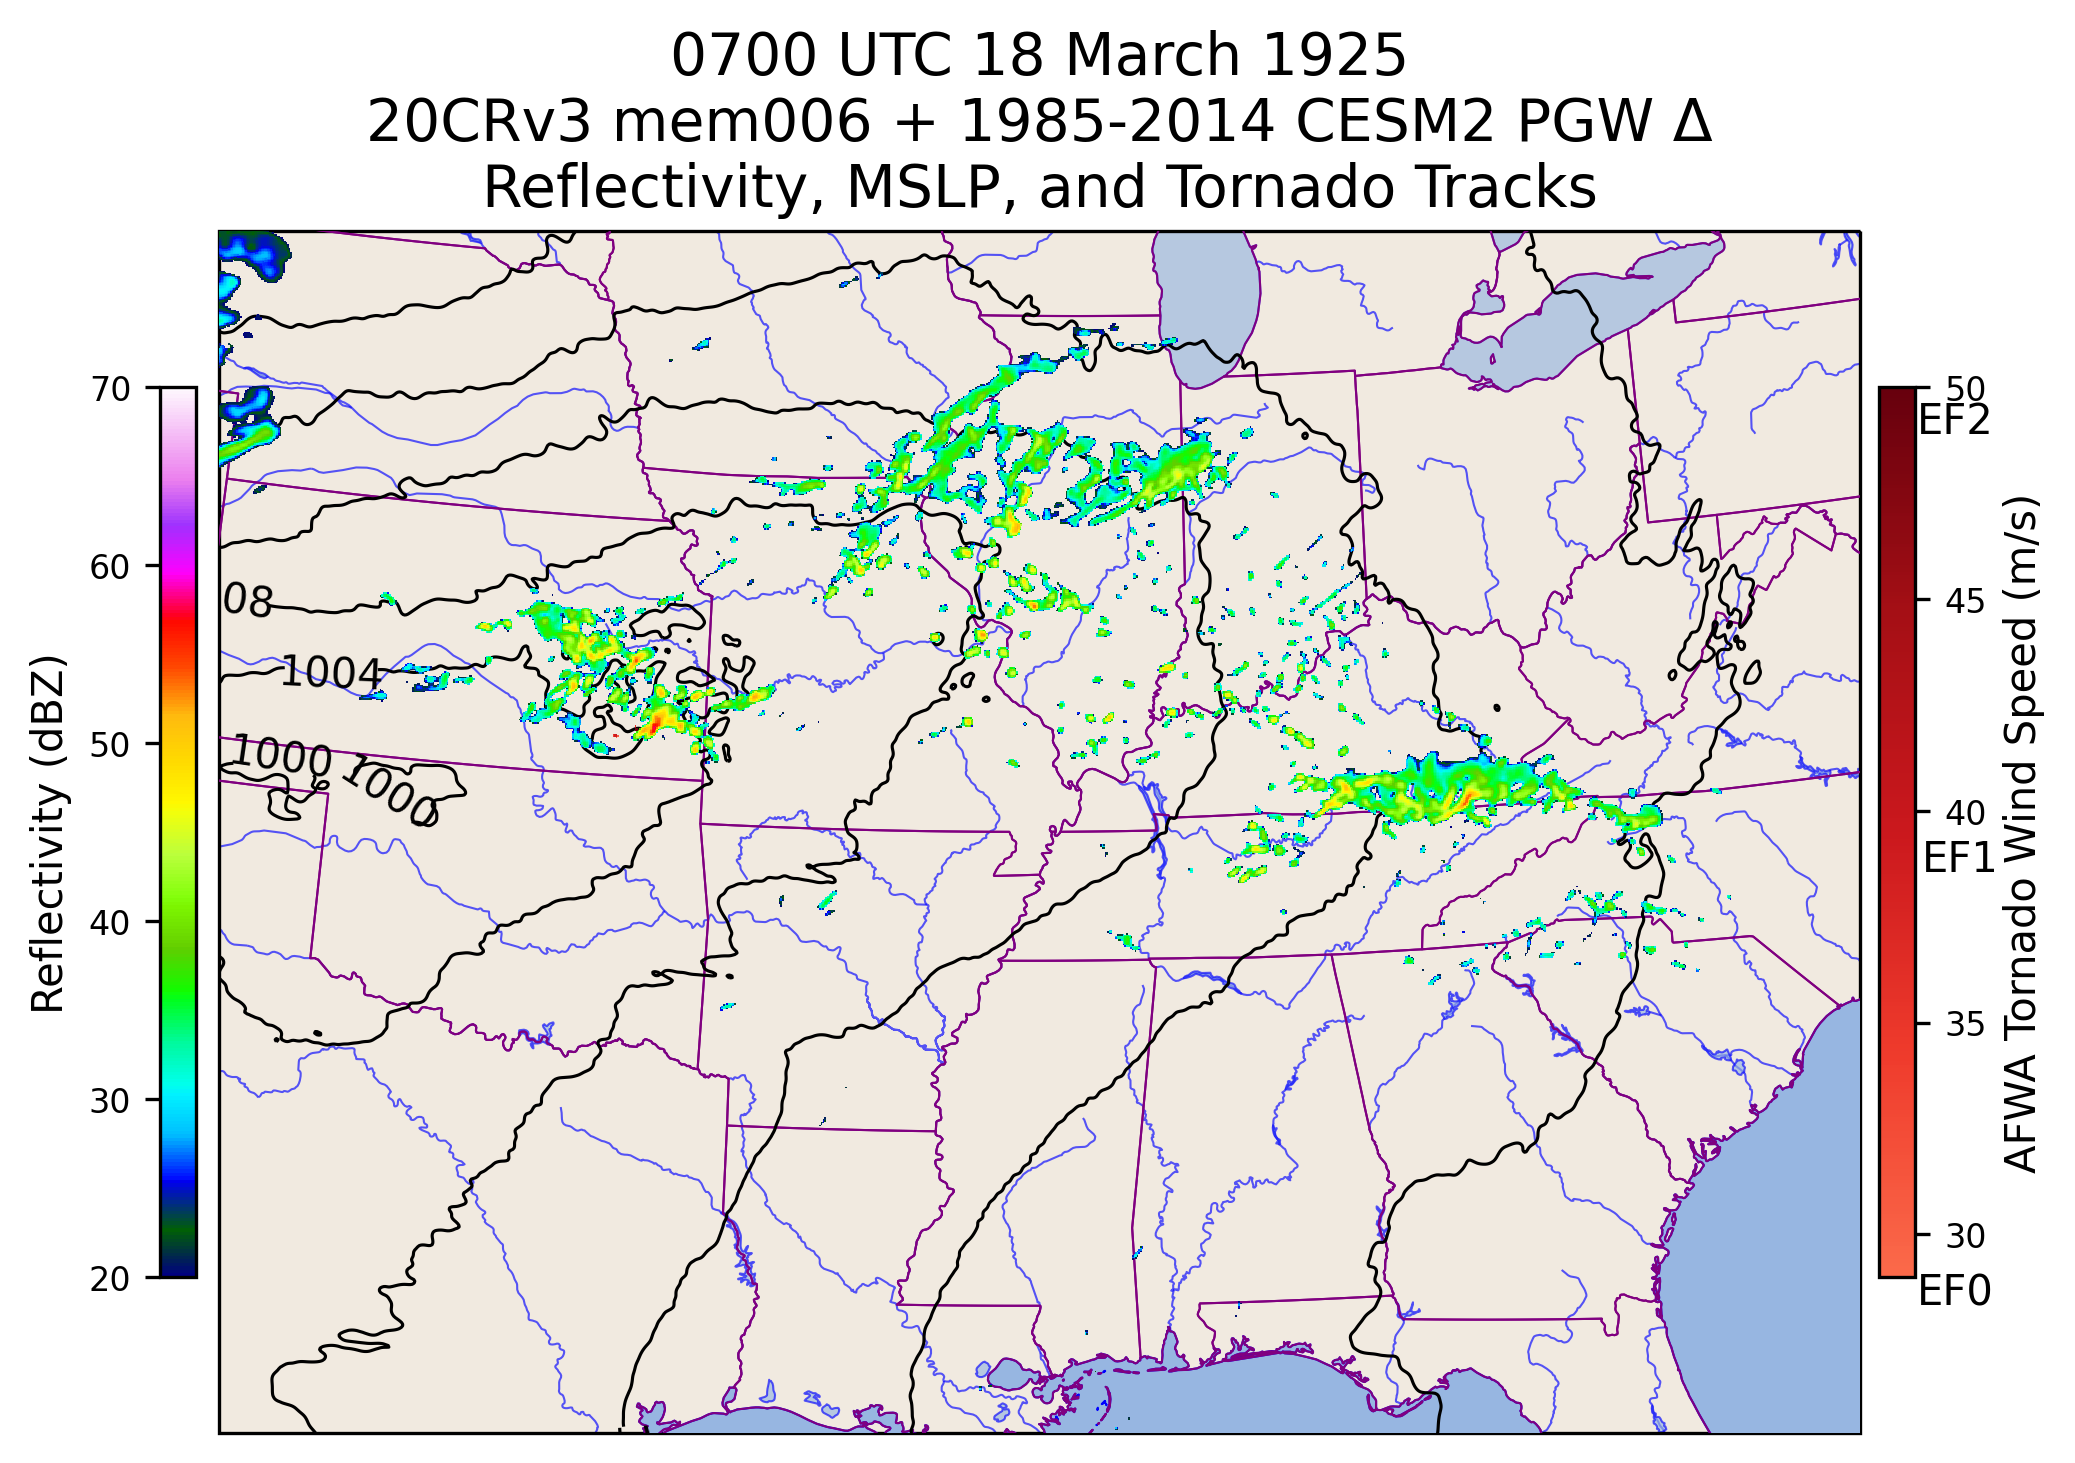 0700 UTC 18 March 1925
20CRv3 mem006 + 1985-2014 CESM2 PGW Δ
Reflectivity, MSLP, and Tornado Tracks
70
60
50
40
30
20
Reflectivity (dBZ)
08
1004
1000
1000
50
EF2
45
40
EF1
35
30
EF0
AFWA Tornado Wind Speed (m/s)